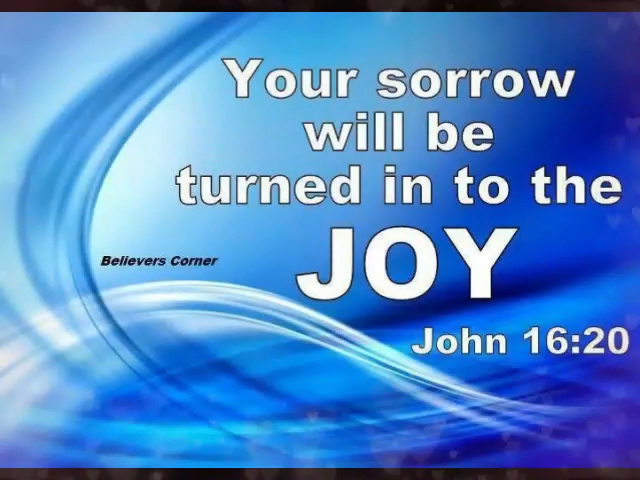 Your sorrow
will be
turned in to the
JOY
Believers Corner
John 16:20